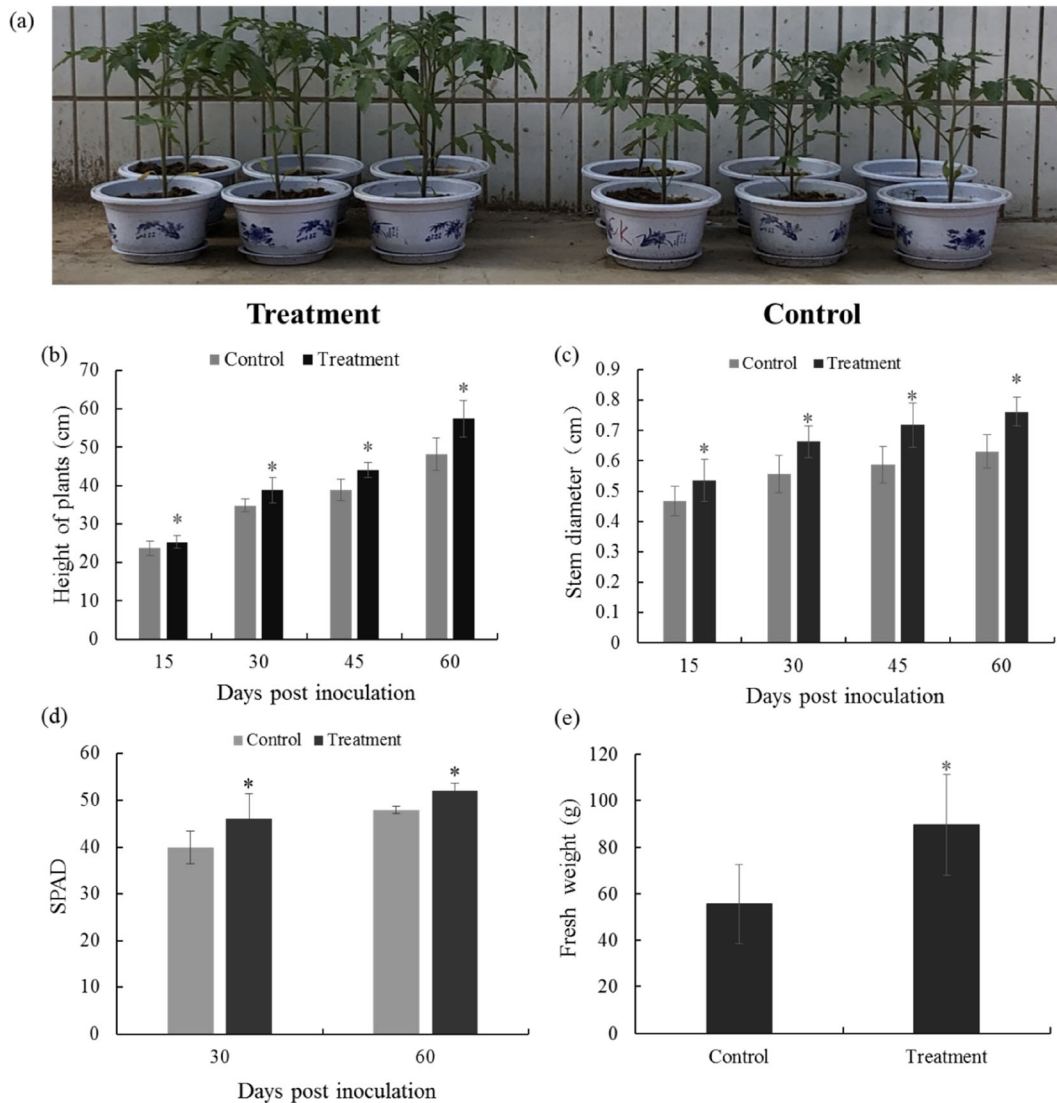 (a)
K
Treatment
Control
(b)
Control
Treatment
Height of plants (cm)
70
60
50
40
30
20
10
0
*
*
*
*
15
30
45
60
Days post inoculation
(c)
Control
Treatment
Stem diameter (cm)
0.9
0.8
0.7
0.6
0.5
0.4
0.3
0.2
0.1
0
*
*
*
*
15
30
45
60
Days post inoculation
(d)
Control
Treatment
SPAD
60
50
40
30
20
10
0
*
*
30
60
Days post inoculation
(e)
Fresh weight (g)
120
100
80
60
40
20
0
*
Control
Treatment